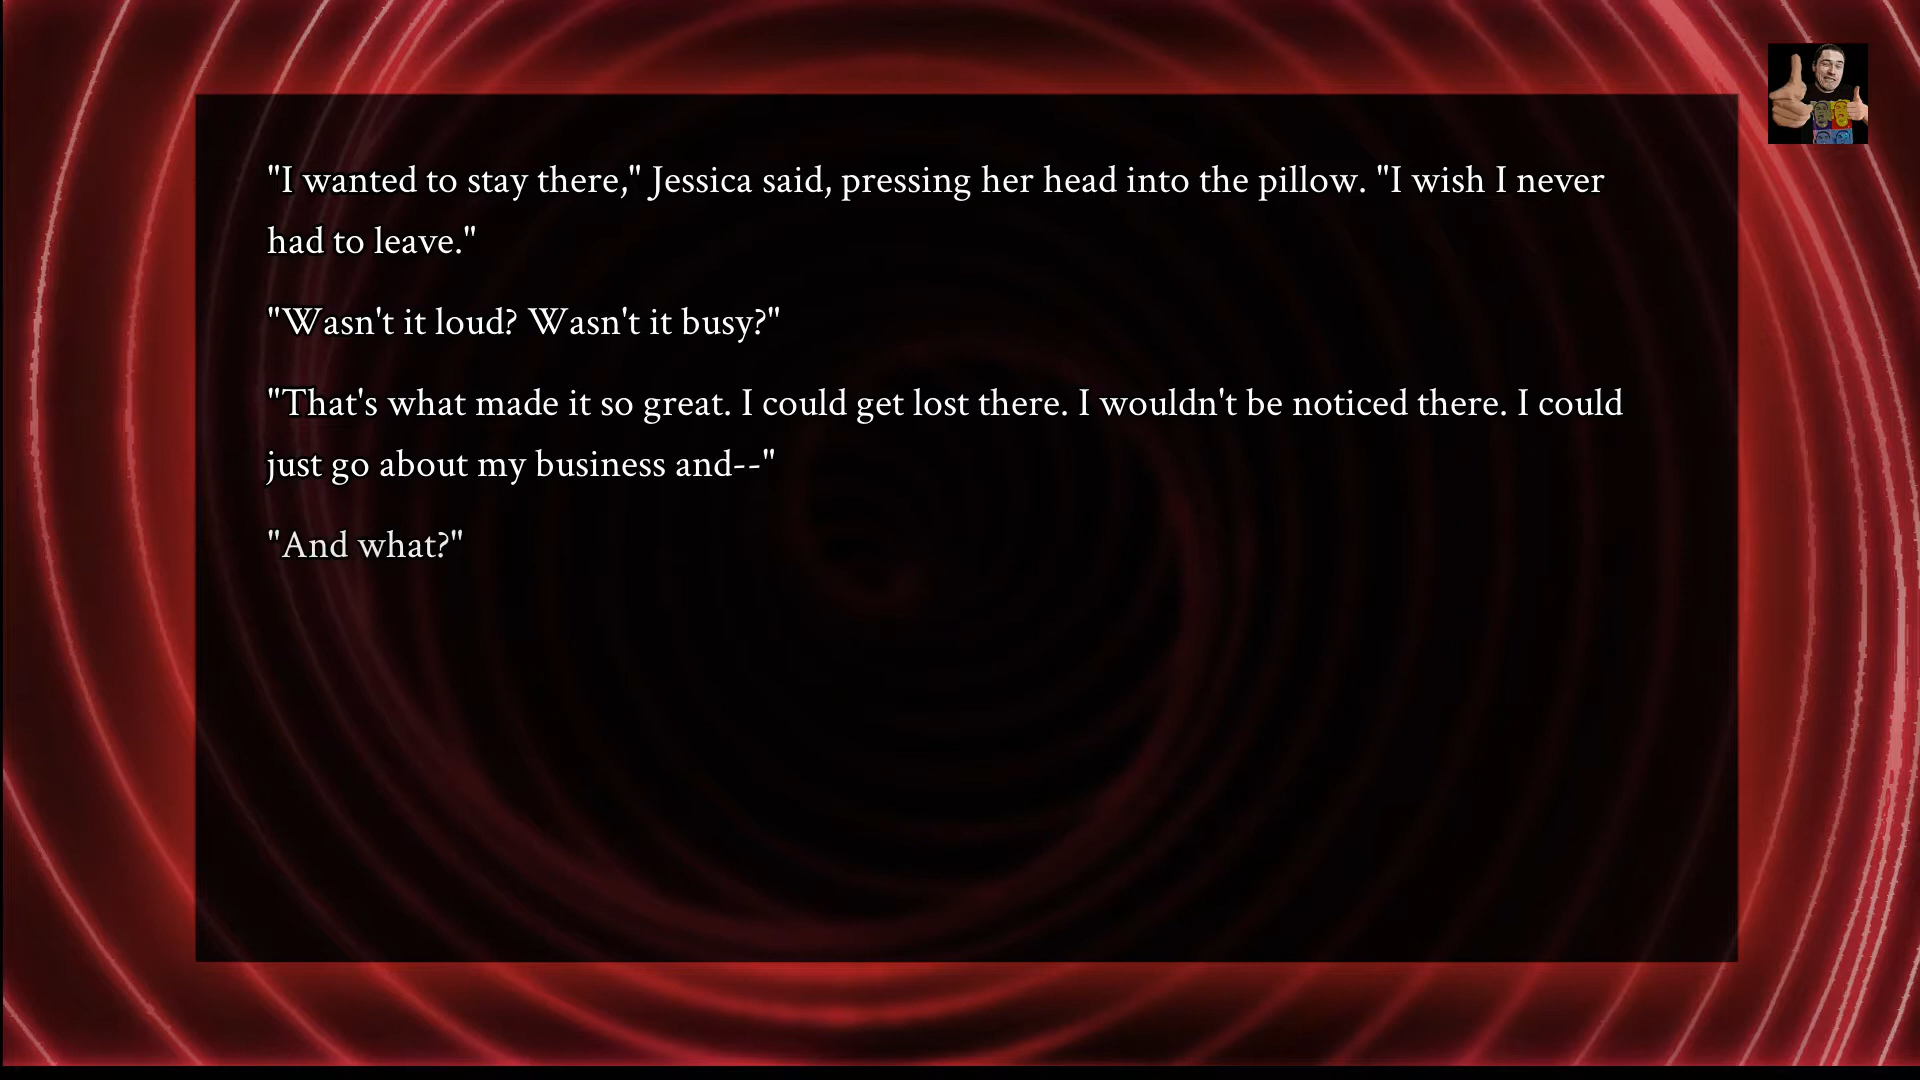 "I wanted to stay there," Jessica said, pressing her head into the pillow. "I wish I never
had to leave."
"Wasn't it loud? Wasn't it busy?"
"That's what made it so great. I could get lost there. I wouldn't be noticed there. I could
just go about my business and--"
"And what?"